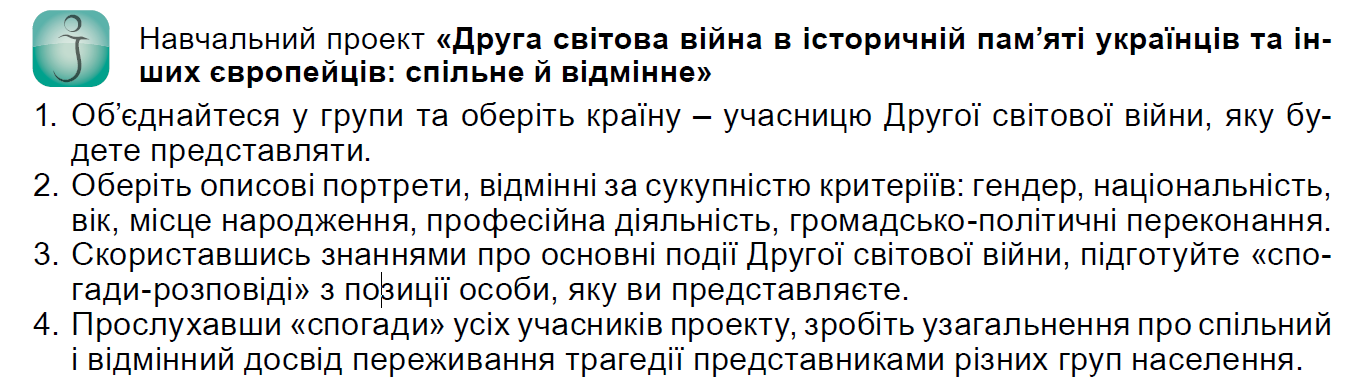 Навчальний проект «Друга світова війна в історичній пам’яті українців та ін-
ших європейців: спільне й відмінне»
1. Об’єднайтеся у групи та оберіть країну – учасницю Другої світової війни, яку бу-
дете представляти.
2. Оберіть описові портрети, відмінні за сукупністю критеріїв: гендер, національність,
вік, місце народження, професійна діяльність, громадсько-політичні переконання.
3. Скориставшись знаннями про основні події Другої світової війни, підготуйте «спо-
гади-розповіді» з позиції особи, яку ви представляєте.
4. Прослухавши «спогади» усіх учасників проекту, зробіть узагальнення про спільний
і відмінний досвід переживання трагедії представниками різних груп населення.